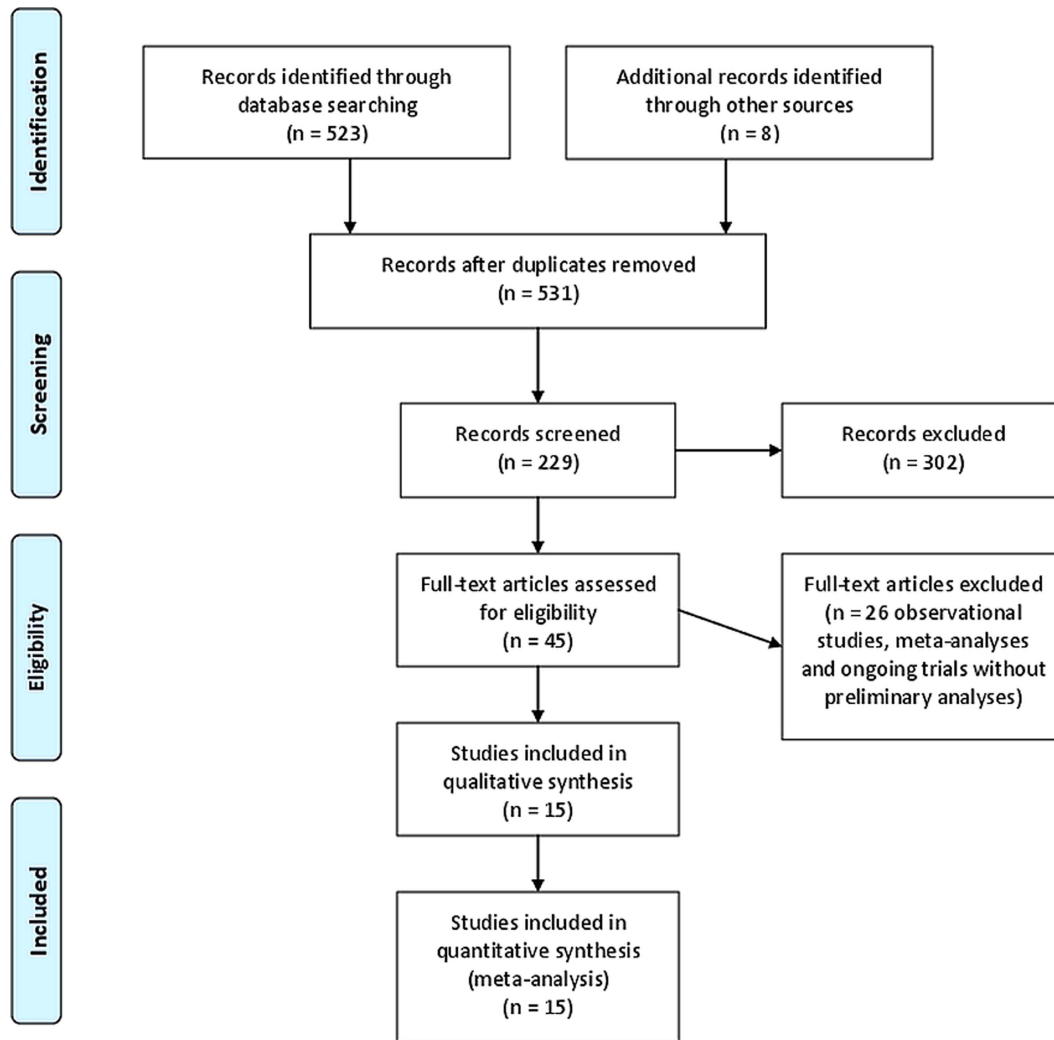 Identification
Records identified through
database searching
(n = 523)
Additional records identified
through other sources
(n = 8)
Records after duplicates removed
(n = 531)
Screening
Records screened
(n = 229)
Records excluded
(n = 302)
Eligibility
Full-text articles assessed
for eligibility
(n = 45)
Full-text articles excluded
(n = 26 observational
studies, meta-analyses
and ongoing trials without
preliminary analyses)
Studies included in
qualitative synthesis
(n = 15)
Included
Studies included in
quantitative synthesis
(meta-analysis)
(n = 15)